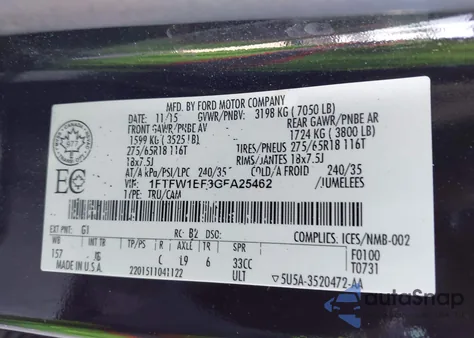 MFD. BY FORD MOTOR COMPANY
DATE: 11/15 GVWR/PNBV: 3198 KG ( 7050 LB)
FRONT GAWR/PNBE AV REAR GAWR/PNBE AR
1599 KG ( 3525 LB) 1724 KG ( 3800 LB)
275/65R18 116T TIRES/PNEUS 275/65R18 116T
18x7.5J RIMS/JANTES 18x7.5J
AT/A kPa/PSI/LPC 240/35 COLD/A FROID 240/35
1FTFW1EF9GFA25462 /JUMELEES
TYPE: TRU/CAM
EC
EXT PNT: G1 RC: B2 DSO: COMPLIES. ICES/NMB-002
WB INT TR TP/PS R AXLE TR SPR F0100
157 C L9 6 33CC T0731
MADE IN U.S.A. 2201511041122 ULT ▽5U5A-3520472-AA
autoSnap